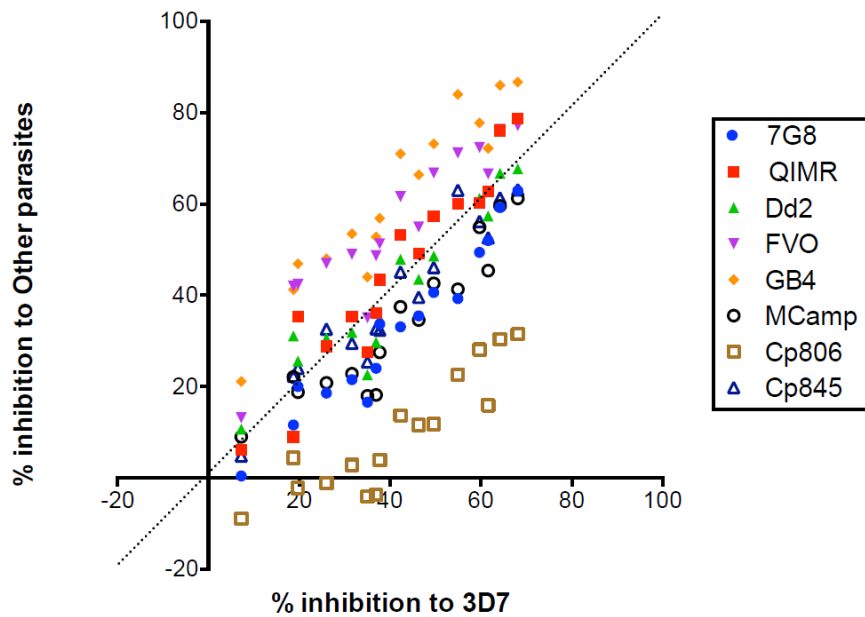 100
80
60
40
20
-20
-20
20
40
60
80
100
% inhibition to Other parasites
% inhibition to 3D7
7G8
QIMR
Dd2
FVO
GB4
MCamp
Cp806
Cp845